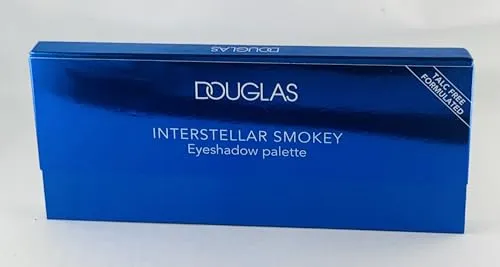 DOUGLAS
DOUGLAS
TALC FREE
FORMULATED
INTERSTELLAR SMOKEY
Eyeshadow palette